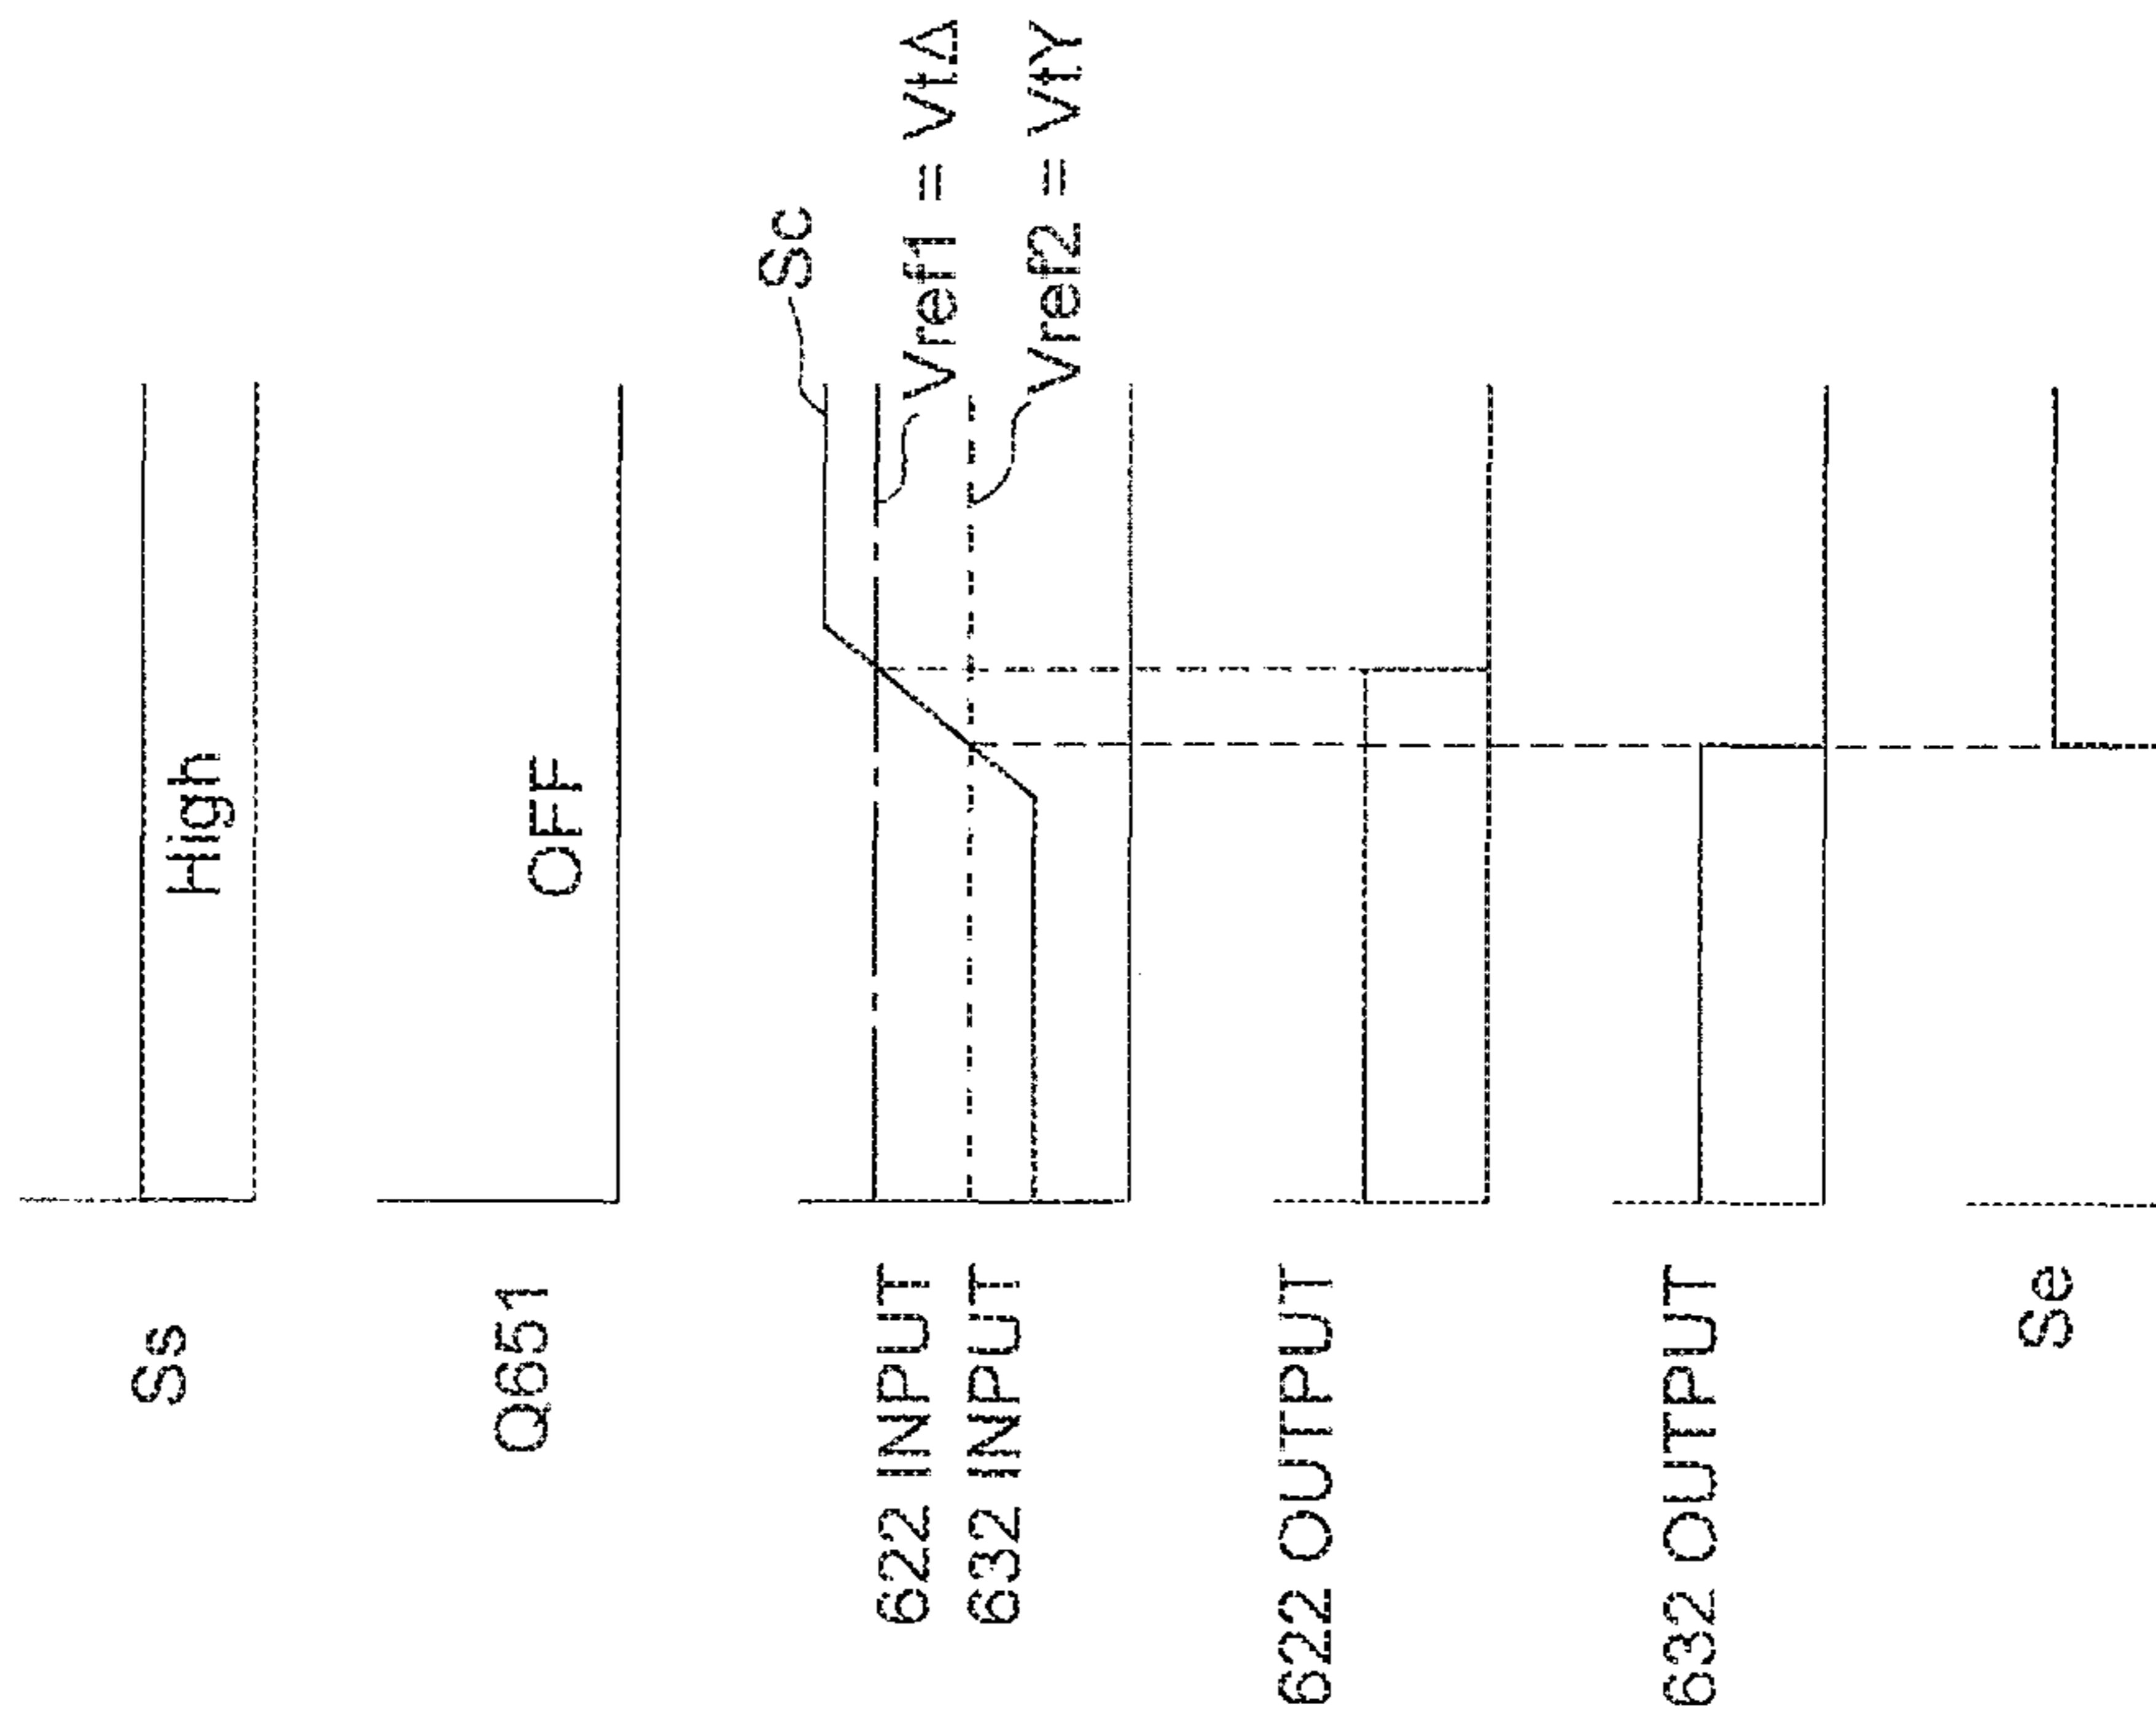 Ss
High
Q651
OFF
622 INPUT
632 INPUT
Sc
Vref1 = VtΔ
Vref2 = VtY
622 OUTPUT
632 OUTPUT
Se